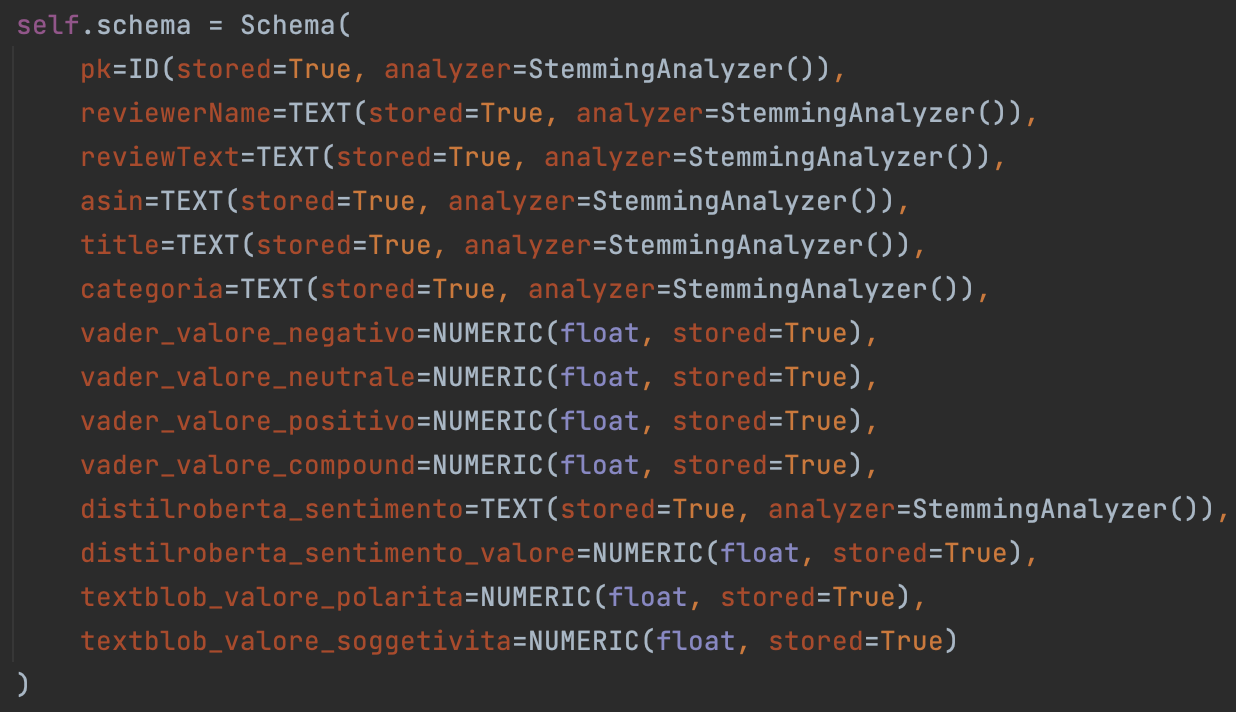 self.schema = Schema(
    pk=ID(stored=True, analyzer=StemmingAnalyzer()),
    reviewerName=TEXT(stored=True, analyzer=StemmingAnalyzer()),
    reviewText=TEXT(stored=True, analyzer=StemmingAnalyzer()),
    asin=TEXT(stored=True, analyzer=StemmingAnalyzer()),
    title=TEXT(stored=True, analyzer=StemmingAnalyzer()),
    categoria=TEXT(stored=True, analyzer=StemmingAnalyzer()),
    vader_valore_negativo=NUMERIC(float, stored=True),
    vader_valore_neutrale=NUMERIC(float, stored=True),
    vader_valore_positivo=NUMERIC(float, stored=True),
    vader_valore_compound=NUMERIC(float, stored=True),
    distilroberta_sentimento=TEXT(stored=True, analyzer=StemmingAnalyzer()),
    distilroberta_sentimento_valore=NUMERIC(float, stored=True),
    textblob_valore_polarita=NUMERIC(float, stored=True),
    textblob_valore_soggetivita=NUMERIC(float, stored=True)
)